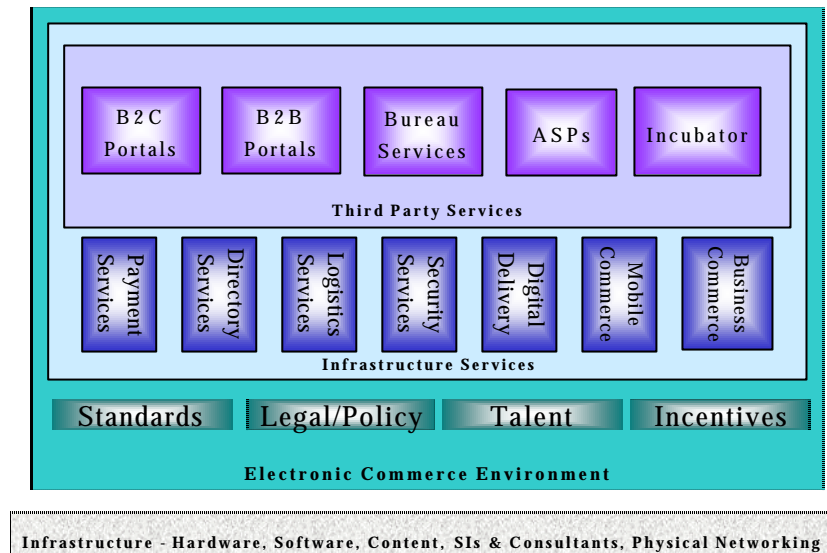 B2C
Portals
B2B
Portals
Bureau
Services
ASPs
Incubator
Third Party Services
Payment
Services
Directory
Services
Logistics
Services
Security
Services
Digital
Delivery
Mobile
Commerce
Business
Commerce
Infrastructure Services
Standards
Legal/Policy
Talent
Incentives
Electronic Commerce Environment
Infrastructure - Hardware, Software, Content, SIs & Consultants, Physical Networking